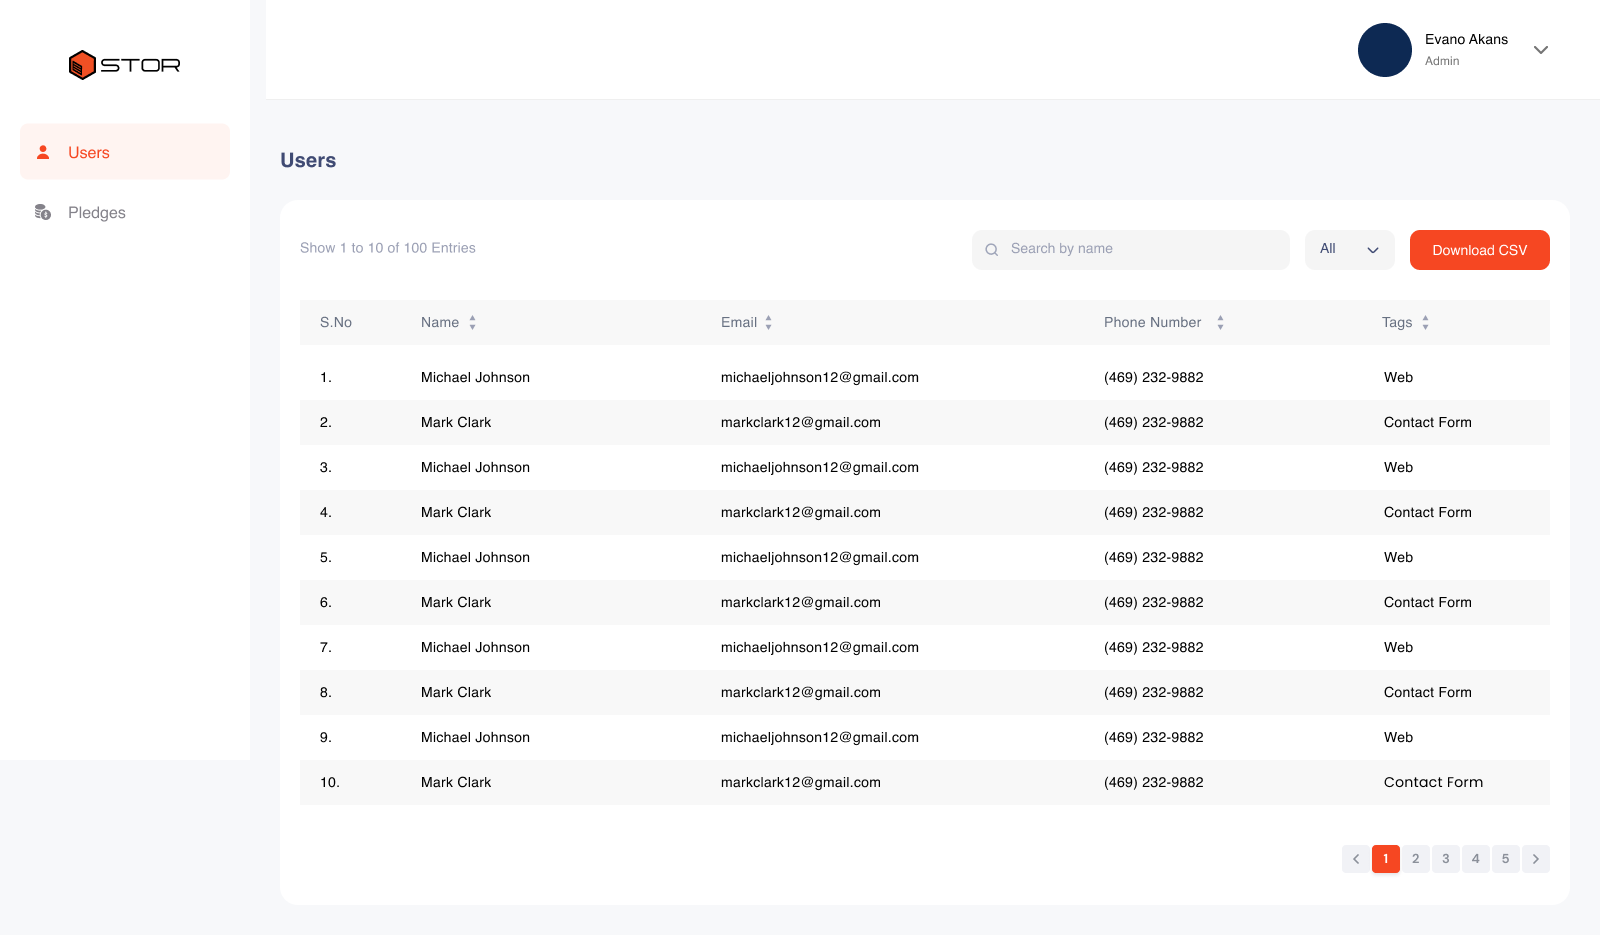 STOR
Evano Akans
Admin
Users
Pledges
Users
Show 1 to 10 of 100 Entries
Search by name
All
Download CSV
S.No Name Email Phone Number Tags
1. Michael Johnson michaeljohnson12@gmail.com (469) 232-9882 Web
2. Mark Clark markclark12@gmail.com (469) 232-9882 Contact Form
3. Michael Johnson michaeljohnson12@gmail.com (469) 232-9882 Web
4. Mark Clark markclark12@gmail.com (469) 232-9882 Contact Form
5. Michael Johnson michaeljohnson12@gmail.com (469) 232-9882 Web
6. Mark Clark markclark12@gmail.com (469) 232-9882 Contact Form
7. Michael Johnson michaeljohnson12@gmail.com (469) 232-9882 Web
8. Mark Clark markclark12@gmail.com (469) 232-9882 Contact Form
9. Michael Johnson michaeljohnson12@gmail.com (469) 232-9882 Web
10. Mark Clark markclark12@gmail.com (469) 232-9882 Contact Form
1 2 3 4 5